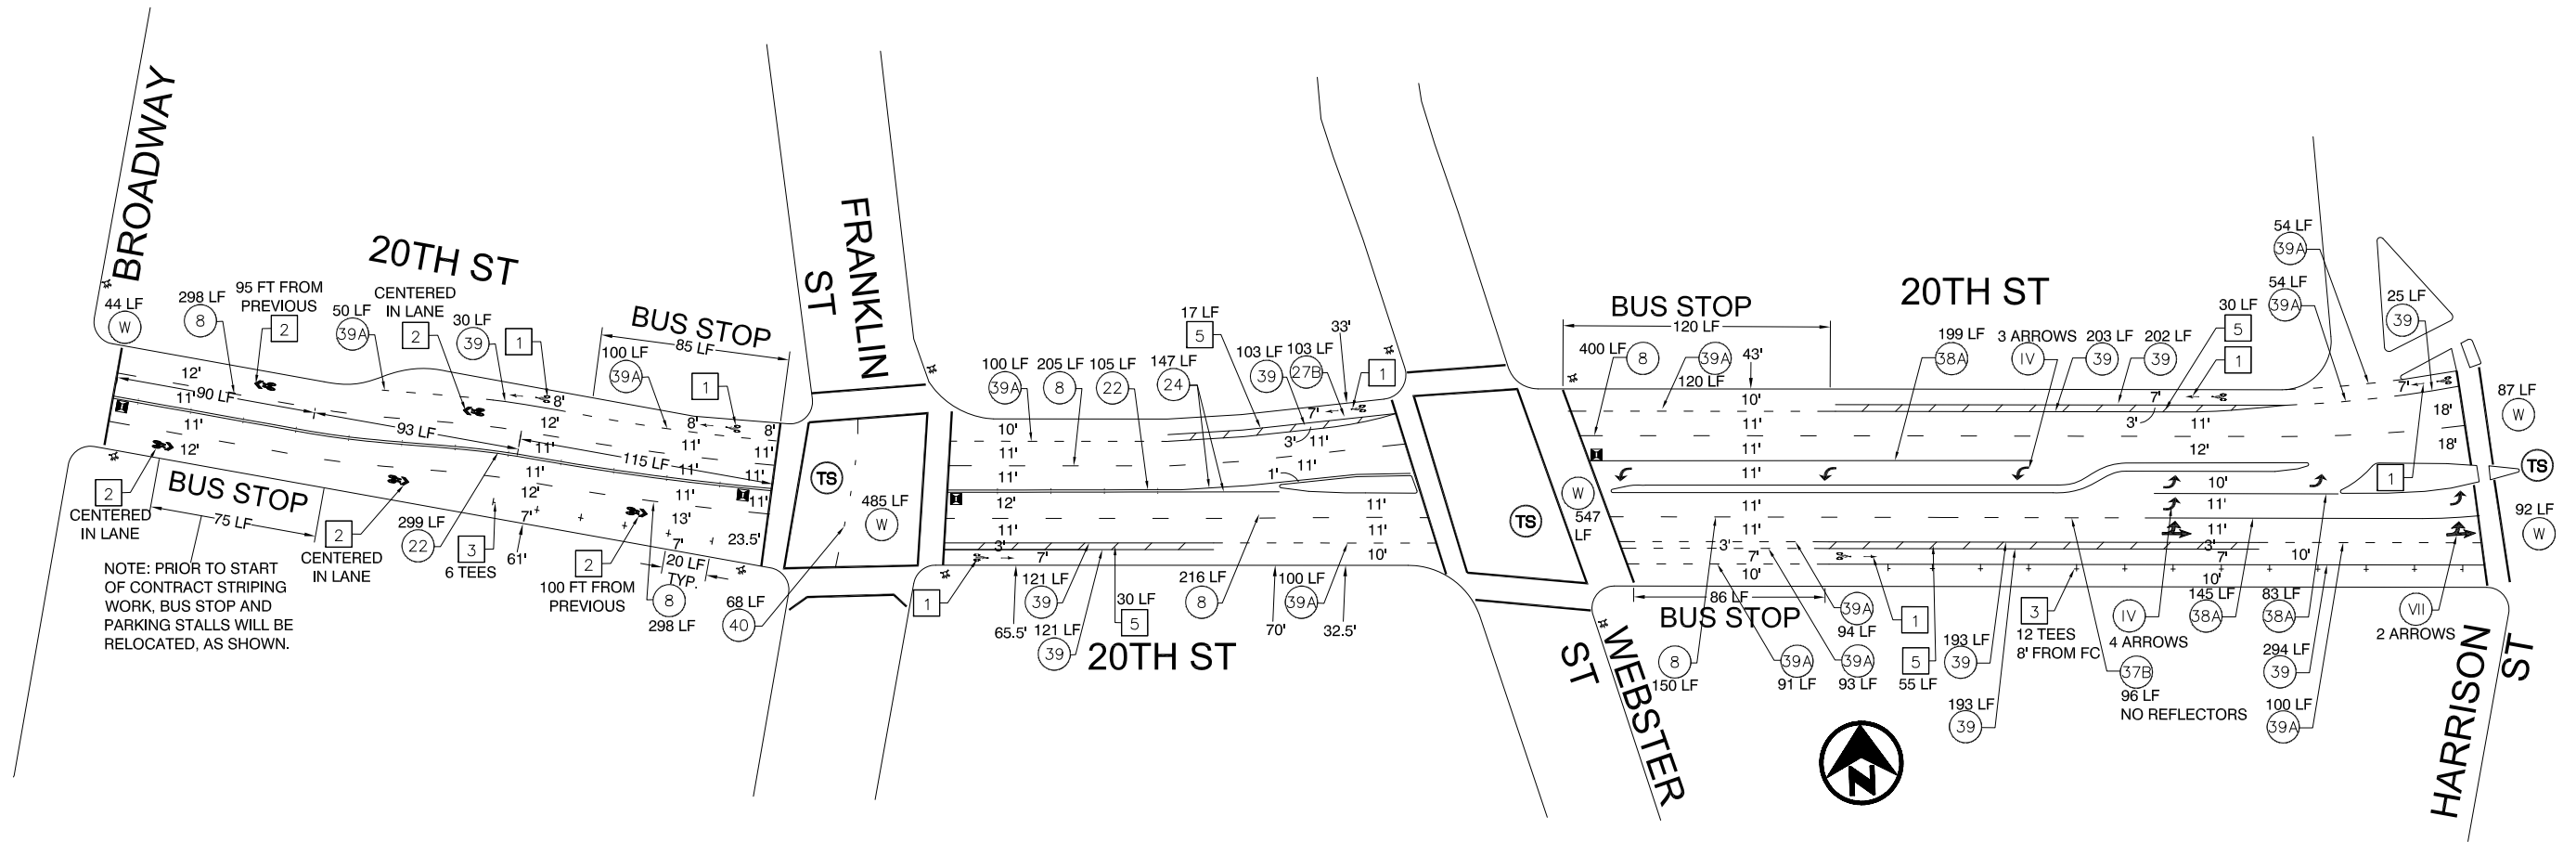 BROADWAY
20TH ST
44 LF
W
298 LF
8
95 FT FROM
PREVIOUS
2
50 LF
39A
CENTERED
IN LANE
2
30 LF
39
1
BUS STOP
85 LF
100 LF
39A
1
12'
90 LF
11'
11'
12'
93 LF
8'
12'
11'
115 LF
11'
12'
7'
8'
8'
11'
11'
11'
11'
11'
13'
7'
23.5'
2
CENTERED
IN LANE
BUS STOP
75 LF
2
CENTERED
IN LANE
299 LF
22
3
6 TEES
61'
2
100 FT FROM
PREVIOUS
20 LF
TYP.
8
298 LF
NOTE: PRIOR TO START
OF CONTRACT STRIPING
WORK, BUS STOP AND
PARKING STALLS WILL BE
RELOCATED, AS SHOWN.
FRANKLIN
ST
TS
485 LF
W
68 LF
40
100 LF
39A
205 LF
8
105 LF
22
147 LF
24
17 LF
5
103 LF
39
103 LF
27B
33'
1
10'
11'
11'
12'
11'
3'
7'
7'
3'
11'
11'
1'
11'
11'
10'
1
65.5'
121 LF
39
121 LF
39
30 LF
5
216 LF
8
70'
100 LF
39A
32.5'
20TH ST
TS
W
547
LF
WEBSTER
ST
BUS STOP
120 LF
400 LF
8
39A
120 LF
43'
20TH ST
199 LF
38A
3 ARROWS
IV
203 LF
39
202 LF
39
30 LF
5
1
54 LF
39A
54 LF
39A
25 LF
39
10'
11'
11'
11'
11'
3'
7'
10'
7'
3'
11'
12'
10'
11'
11'
3'
7'
10'
10'
7'
18'
18'
1
87 LF
W
TS
92 LF
W
86 LF
BUS STOP
8
150 LF
39A
91 LF
39A
94 LF
39A
93 LF
1
5
55 LF
193 LF
39
193 LF
39
3
12 TEES
8' FROM FC
IV
4 ARROWS
37B
96 LF
NO REFLECTORS
145 LF
38A
83 LF
38A
294 LF
39
100 LF
39A
VII
2 ARROWS
N
HARRISON
ST